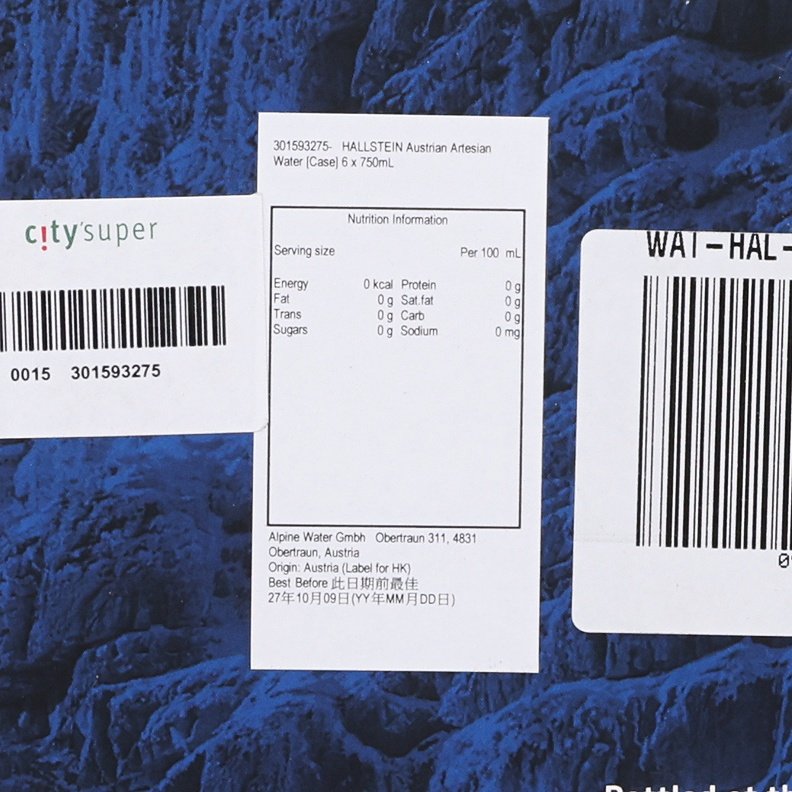 301593275- HALLSTEIN Austrian Artesian
Water [Case] 6 x 750mL
city'super
0015 301593275
Nutrition Information
Serving size Per 100 mL
Energy 0 kcal Protein 0 g
Fat 0 g Sat.fat 0 g
Trans 0 g Carb 0 g
Sugars 0 g Sodium 0 mg
Alpine Water Gmbh Obertraun 311, 4831
Obertraun, Austria
Origin: Austria (Label for HK)
Best Before 此日期前最佳
27年10月09日(YY年MM月DD日)
WAT-HAL-
0
Bottled at th